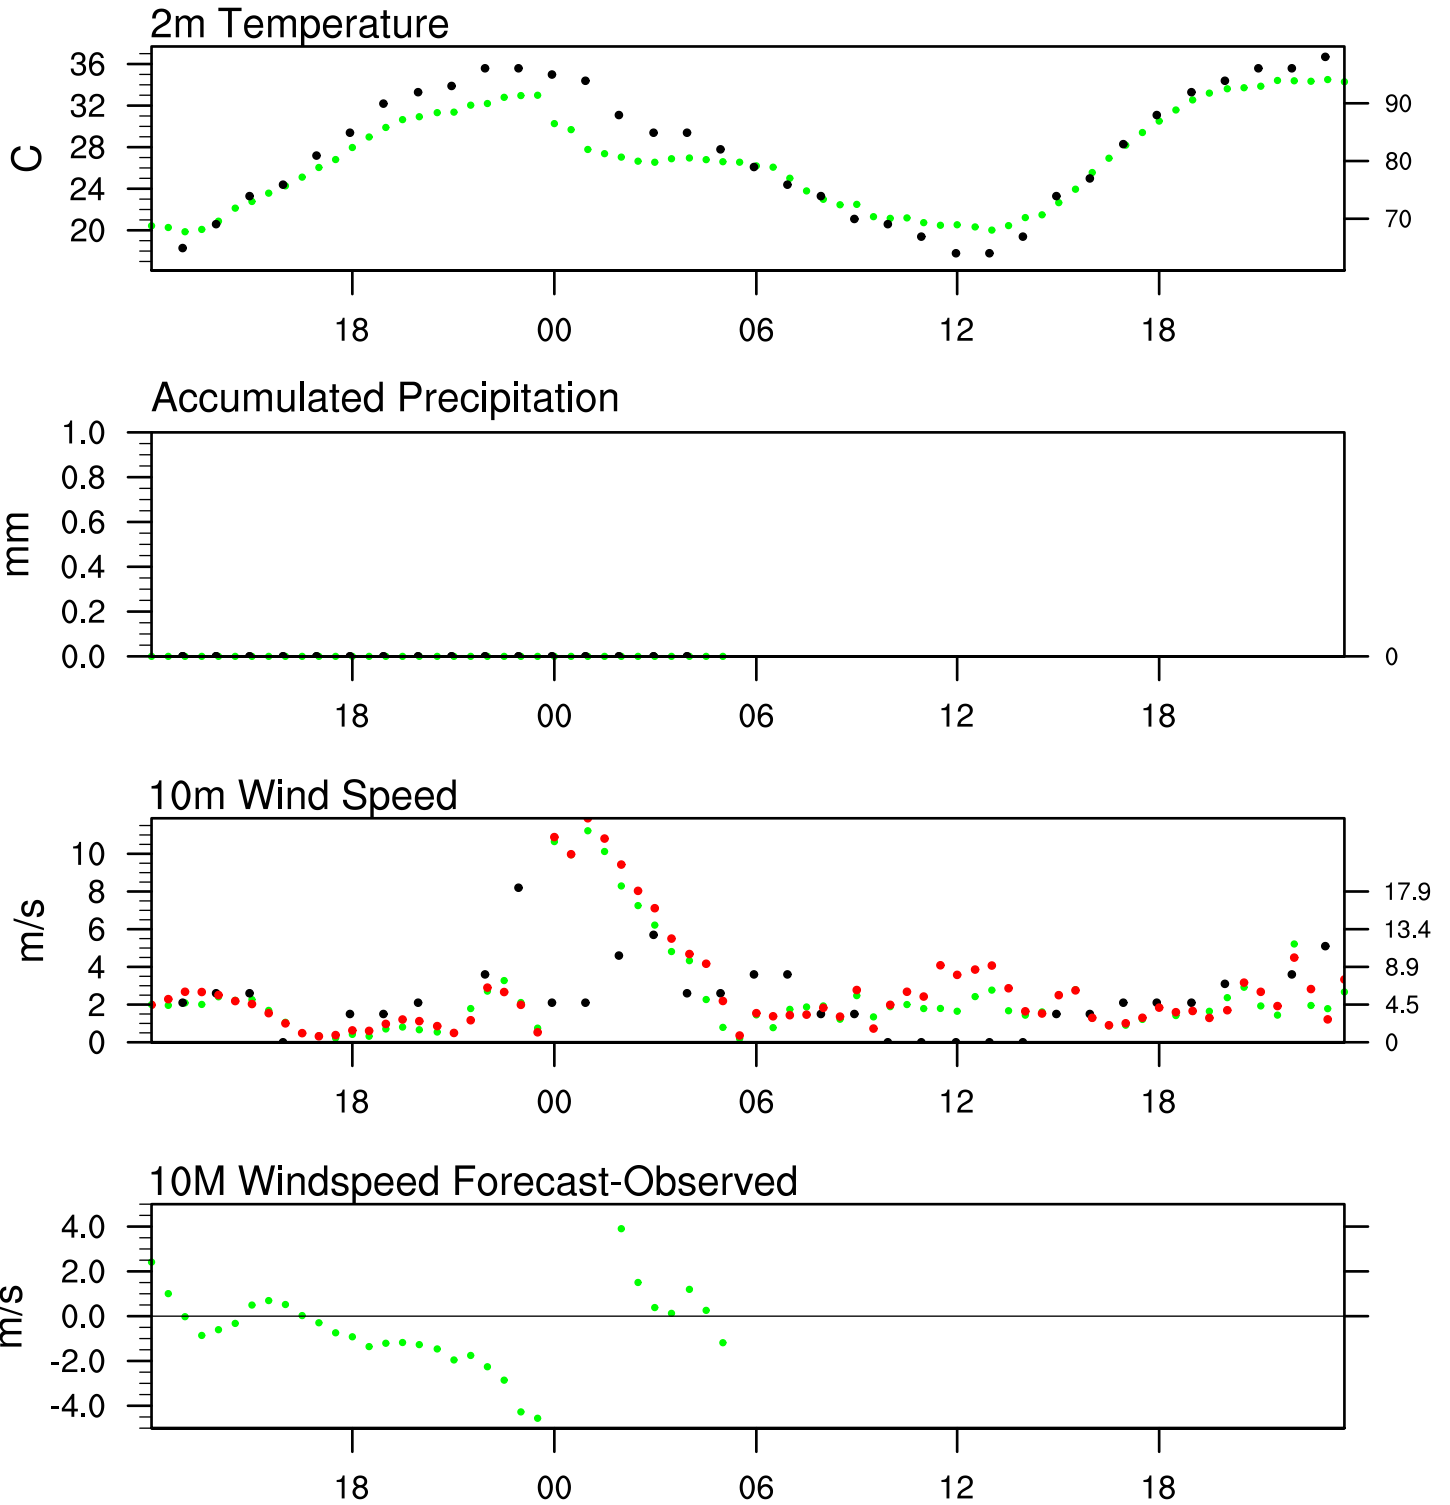 2m Temperature
36
32
28
24
20
C
90
80
70
18 00 06 12 18
Accumulated Precipitation
1.0
0.8
0.6
0.4
0.2
0.0
mm
0
18 00 06 12 18
10m Wind Speed
10
8
6
4
2
0
m/s
17.9
13.4
8.9
4.5
0
18 00 06 12 18
10M Windspeed Forecast-Observed
4.0
2.0
0.0
-2.0
-4.0
m/s
18 00 06 12 18